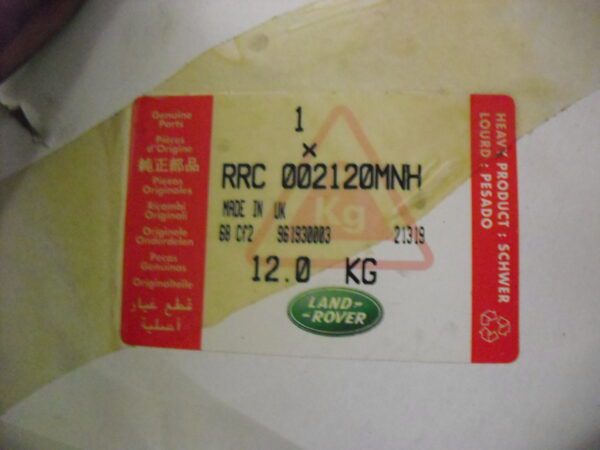 Genuine
Parts
Pièces
d'Origine
純正部品
Piezas
Originales
Ricambi
Originali
Originele
Onderdelen
Peças
Genuínas
Originalteile
قطع غيار
أصلية
1
x
RRC 002120MNH
MADE IN UK
68 Cf2 961930003 21319
Kg
12.0 KG
LAND-
-ROVER
HEAVY PRODUCT : SCHWER
LOURD : PESADO